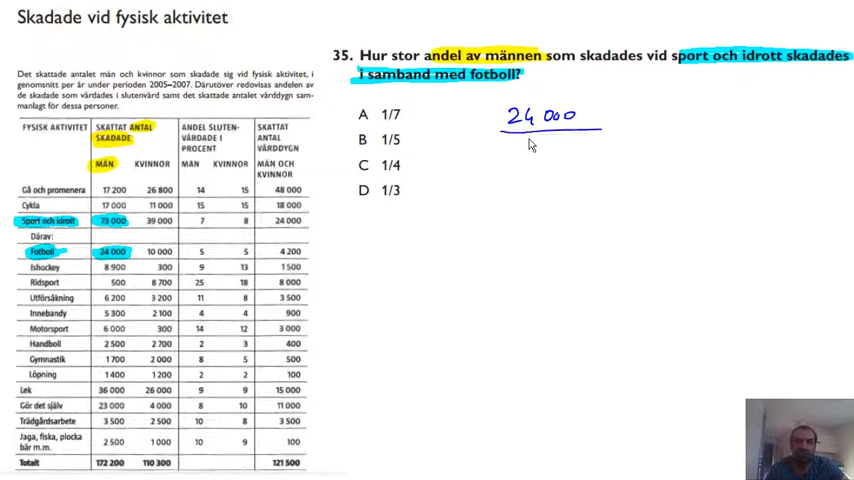 Skadade vid fysisk aktivitet
Det skattade antalet män och kvinnor som skadade sig vid fysisk aktivitet, i
genomsnitt per år under perioden 2005–2007. Därutöver redovisas andelen av
de skadade som vårdades i slutenvård samt det skattade antalet vårddygn sam-
manlagt för dessa personer.
FYSISK AKTIVITET SKATTAT ANTAL SKADADE ANDEL SLUTEN-VÅRDADE I PROCENT SKATTAT ANTAL VÅRDDYGN
MÄN KVINNOR MÄN KVINNOR MÄN OCH KVINNOR
Gå och promenera 17 200 26 800 14 15 48 000
Cykla 17 000 11 000 15 15 18 000
Sport och idrott 73 000 39 000 7 8 24 000
Därav:
Fotboll 24 000 10 000 5 5 4 200
Ishockey 8 900 300 9 13 1 500
Ridsport 500 8 700 25 18 8 000
Utförsåkning 6 200 3 200 11 8 3 500
Innebandy 5 300 2 100 4 4 900
Motorsport 6 000 300 14 12 3 000
Handboll 2 500 2 700 2 3 400
Gymnastik 1 700 2 000 8 5 500
Löpning 1 400 1 200 2 2 100
Lek 36 000 26 000 9 9 15 000
Gör det själv 23 000 4 000 8 10 11 000
Trädgårdsarbete 3 500 2 500 10 8 3 500
Jaga, fiska, plocka
bär m.m. 2 500 1 000 10 9 100
Totalt 172 200 110 300 121 500
35. Hur stor andel av männen som skadades vid sport och idrott skadades
i samband med fotboll?
A 1/7
B 1/5
C 1/4
D 1/3
24 000